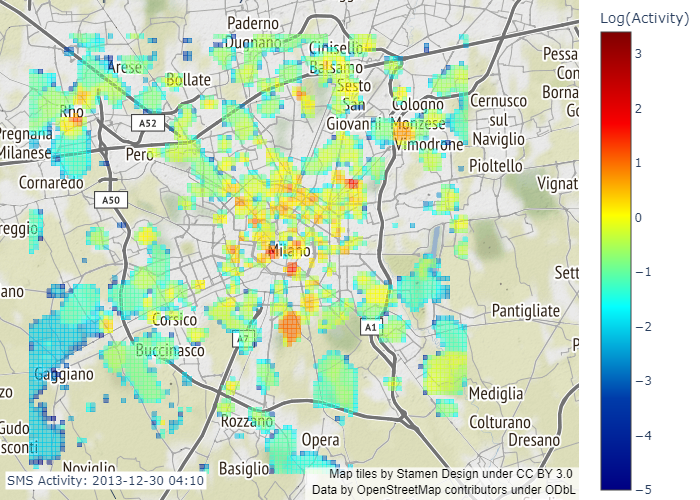 Log(Activity)
3
2
1
0
−1
−2
−3
−4
−5
Paderno
Dugnano
Cinisello
Balsamo
Pessa
Con
Borna
Go
Arese
Bollate
Sesto
San
Giovanni
Cologno
Monzese
Cernusco
sul
Naviglio
Rho
A52
Pregnana
Milanese
Pero
Vimodrone
Pioltello
Cornaredo
Vignat
A50
reggio
Milano
Sett
ano
Pantigliate
Corsico
A7
A1
P
Buccinasco
Gaggiano
zo
Mediglia
Rozzano
Colturano
Gudo
sconti
Opera
Dresano
Noviglio
Basiglio
SMS Activity: 2013-12-30 04:10
Map tiles by Stamen Design under CC BY 3.0
Data by OpenStreetMap contributors under ODbL